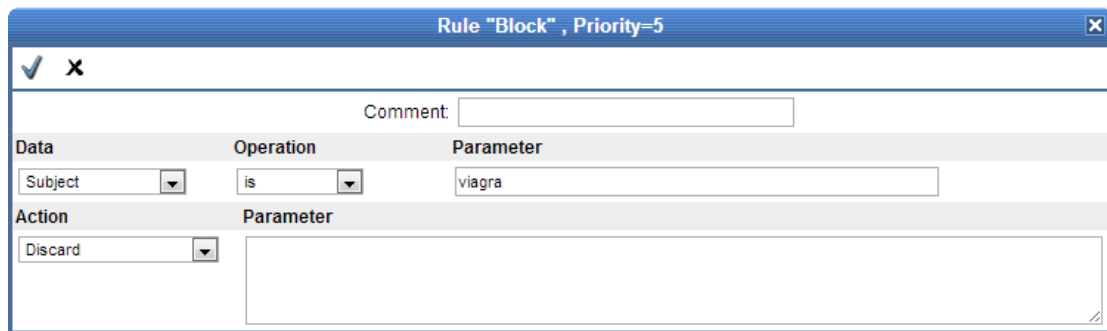 Rule "Block" , Priority=5
Comment:
Data Operation Parameter
Subject is viagra
Action Parameter
Discard